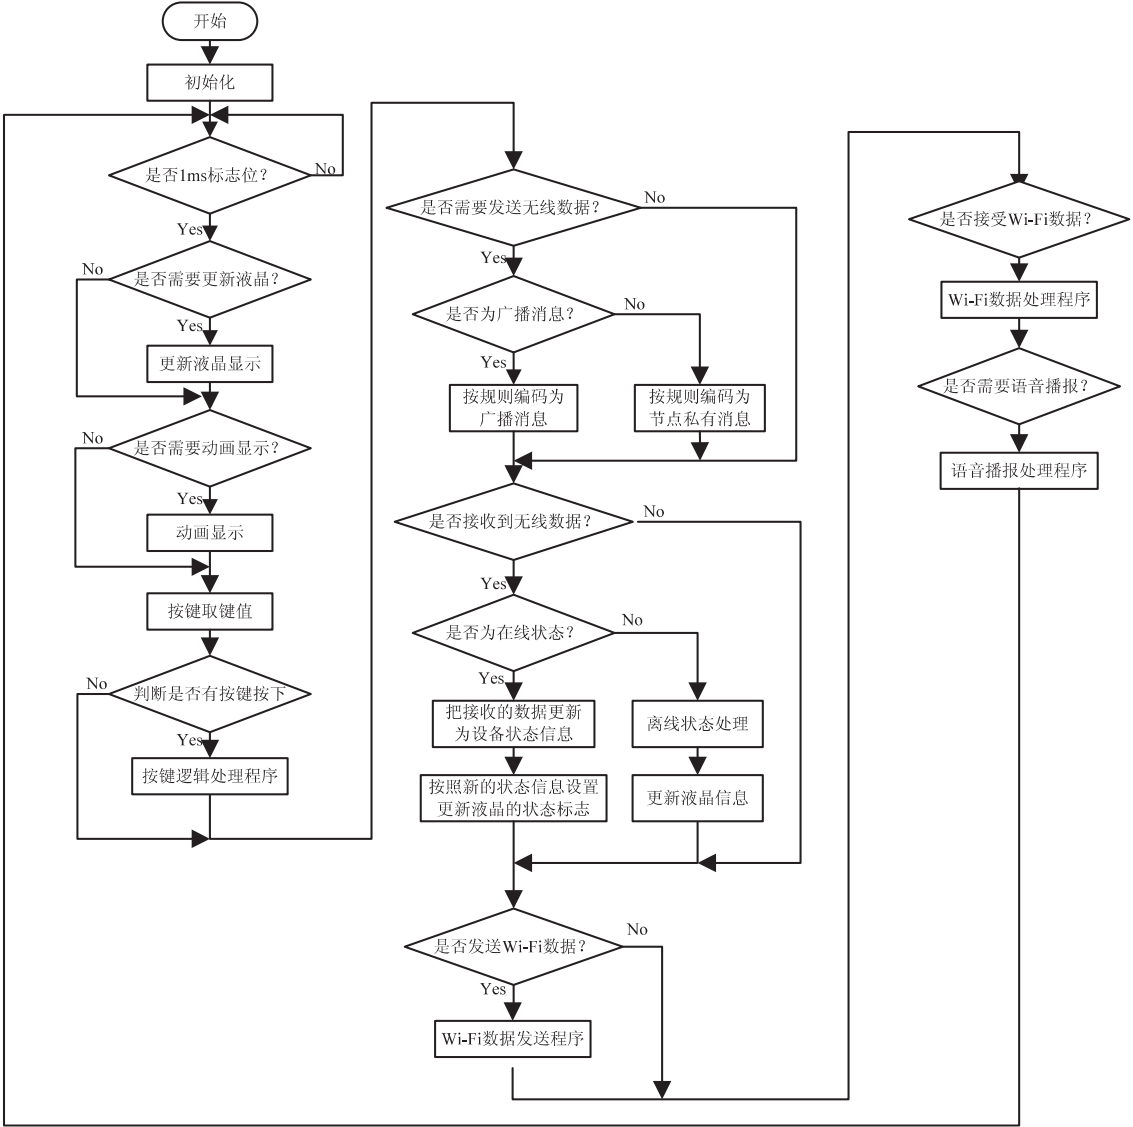 开始
初始化
是否1ms标志位?
No
Yes
是否需要更新液晶?
No
Yes
更新液晶显示
是否需要动画显示?
No
Yes
动画显示
按键取键值
判断是否有按键按下
No
Yes
按键逻辑处理程序
是否需要发送无线数据?
No
Yes
是否为广播消息?
No
Yes
按规则编码为
广播消息
按规则编码为
节点私有消息
是否接收到无线数据?
No
Yes
是否为在线状态?
No
Yes
把接收的数据更新
为设备状态信息
离线状态处理
按照新的状态信息设置
更新液晶的状态标志
更新液晶信息
是否发送Wi-Fi数据?
No
Yes
Wi-Fi数据发送程序
是否接受Wi-Fi数据?
Wi-Fi数据处理程序
是否需要语音播报?
语音播报处理程序